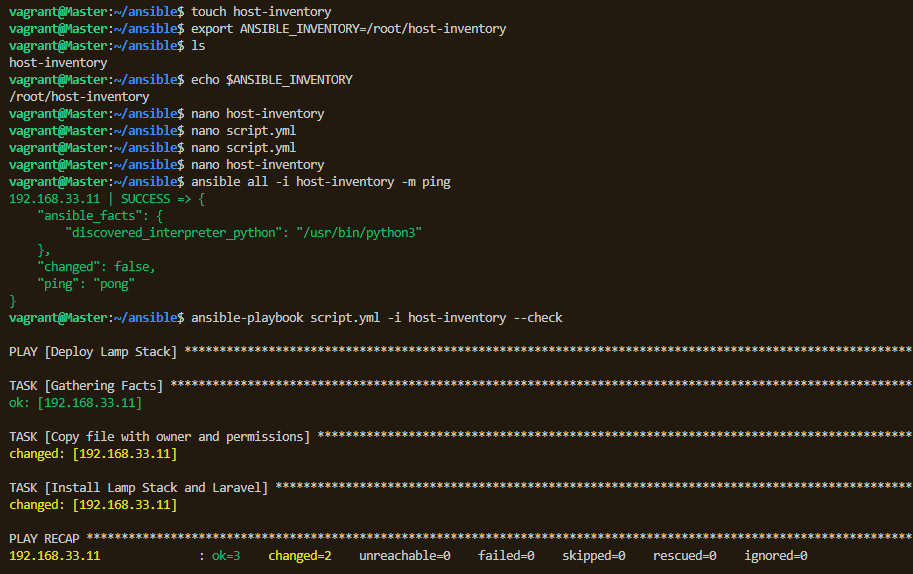 vagrant@Master:~/ansible$ touch host-inventory
vagrant@Master:~/ansible$ export ANSIBLE_INVENTORY=/root/host-inventory
vagrant@Master:~/ansible$ ls
host-inventory
vagrant@Master:~/ansible$ echo $ANSIBLE_INVENTORY
/root/host-inventory
vagrant@Master:~/ansible$ nano host-inventory
vagrant@Master:~/ansible$ nano script.yml
vagrant@Master:~/ansible$ nano script.yml
vagrant@Master:~/ansible$ nano host-inventory
vagrant@Master:~/ansible$ ansible all -i host-inventory -m ping
192.168.33.11 | SUCCESS => {
    "ansible_facts": {
        "discovered_interpreter_python": "/usr/bin/python3"
    },
    "changed": false,
    "ping": "pong"
}
vagrant@Master:~/ansible$ ansible-playbook script.yml -i host-inventory --check
PLAY [Deploy Lamp Stack] ********************************************************************************************************
TASK [Gathering Facts] **********************************************************************************************************
ok: [192.168.33.11]
TASK [Copy file with owner and permissions] *************************************************************************************
changed: [192.168.33.11]
TASK [Install Lamp Stack and Laravel] *******************************************************************************************
changed: [192.168.33.11]
PLAY RECAP **********************************************************************************************************************
192.168.33.11              : ok=3    changed=2    unreachable=0    failed=0    skipped=0    rescued=0    ignored=0